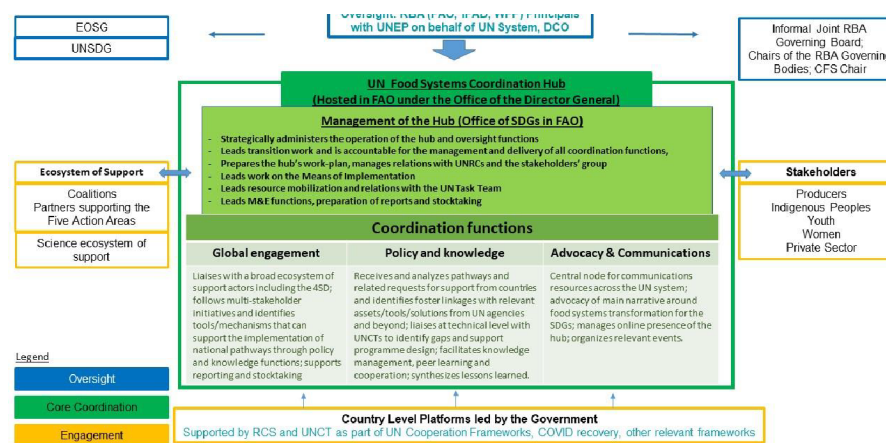 Oversight: RBA (FAO, IFAD, WFP) Principals
with UNEP on behalf of UN System, DCO
EOSG
UNSDG
Informal Joint RBA
Governing Board;
Chairs of the RBA Governing
Bodies; CFS Chair
UN Food Systems Coordination Hub
(Hosted in FAO under the Office of the Director General)
Management of the Hub (Office of SDGs in FAO)
- Strategically administers the operation of the hub and oversight functions
- Leads transition work and is accountable for the management and delivery of all coordination functions,
- Prepares the hub's work-plan, manages relations with UNRCs and the stakeholders' group
- Leads work on the Means of Implementation
- Leads resource mobilization and relations with the UN Task Team
- Leads M&E functions, preparation of reports and stocktaking
Ecosystem of Support
Coalitions
Partners supporting the
Five Action Areas
Science ecosystem of
support
Stakeholders
Producers
Indigenous Peoples
Youth
Women
Private Sector
Coordination functions
Global engagement
Liaises with a broad ecosystem of
support actors including the 4SD;
follows multi-stakeholder
initiatives and identifies
tools/mechanisms that can
support the implementation of
national pathways through policy
and knowledge functions; supports
reporting and stocktaking
Policy and knowledge
Receives and analyzes pathways and
related requests for support from countries
and identifies foster linkages with relevant
assets/tools/solutions from UN agencies
and beyond; liaises at technical level with
UNCTs to identify gaps and support
programme design; facilitates knowledge
management, peer learning and
cooperation; synthesizes lessons learned.
Advocacy & Communications
Central node for communications
resources across the UN system;
advocacy of main narrative around
food systems transformation for the
SDGs; manages online presence of the
hub; organizes relevant events.
Legend
Oversight
Core Coordination
Engagement
Country Level Platforms led by the Government
Supported by RCS and UNCT as part of UN Cooperation Frameworks, COVID recovery, other relevant frameworks